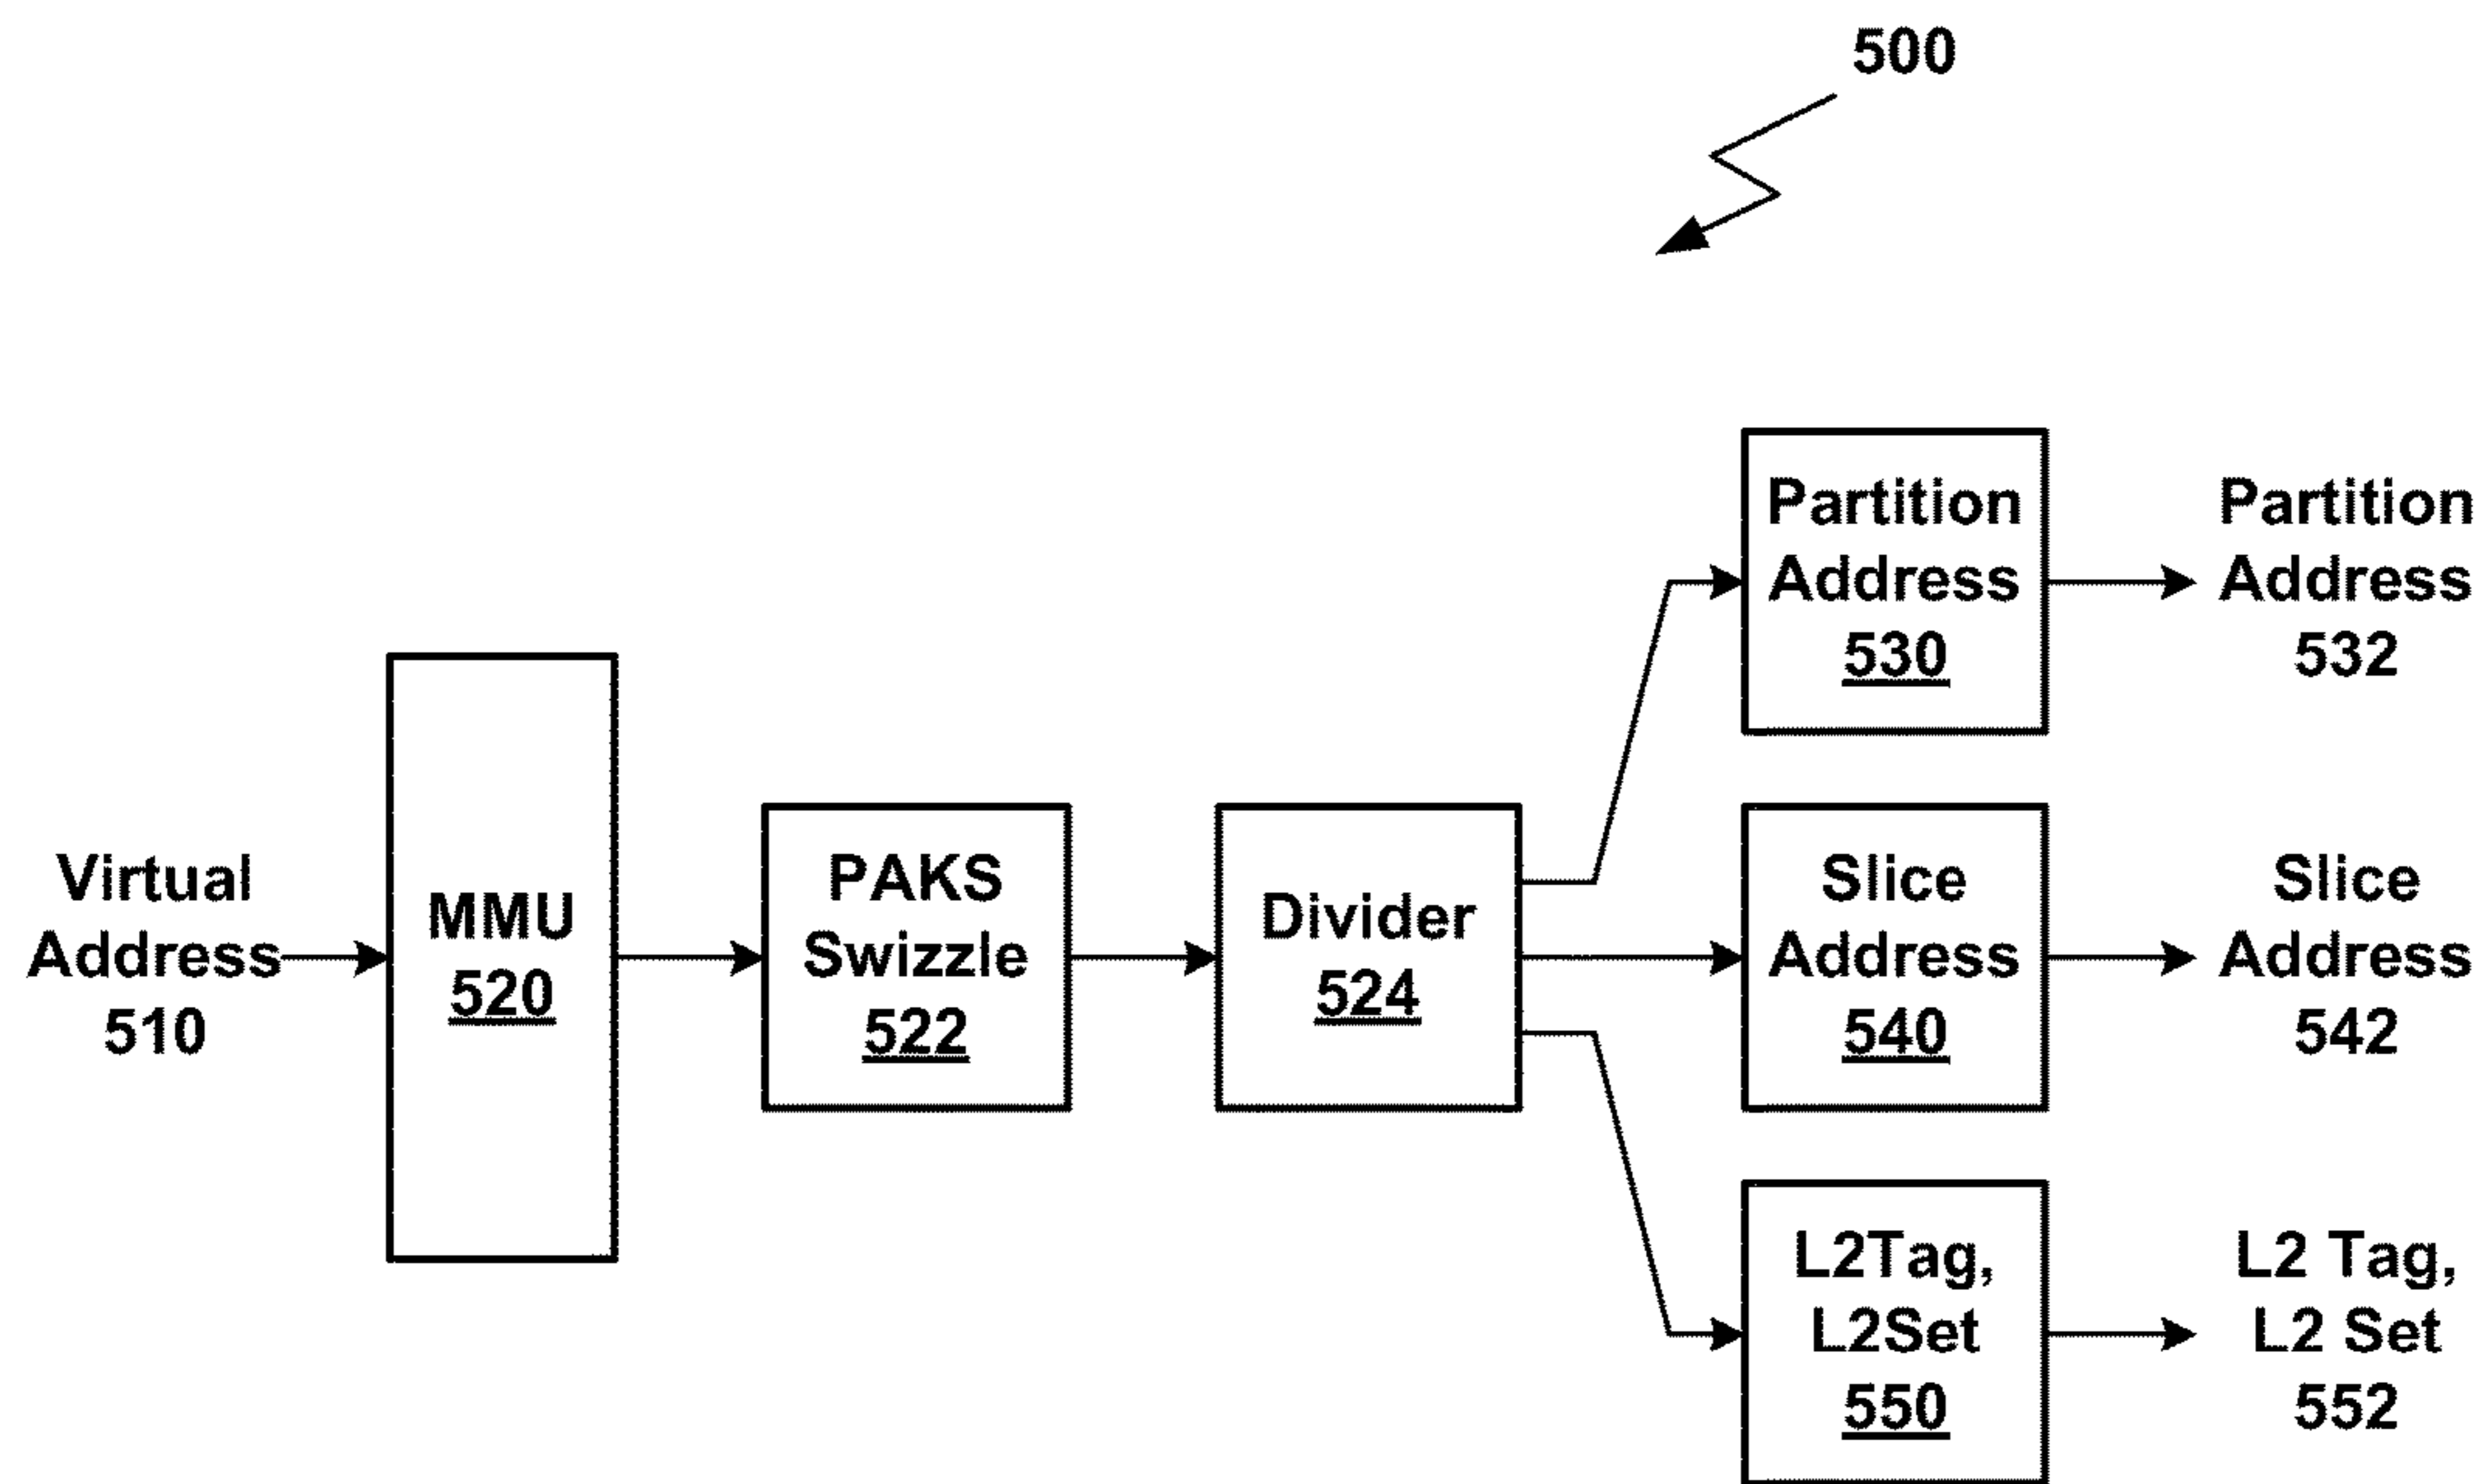 500
Virtual
Address
510
MMU
520
PAKS
Swizzle
522
Divider
524
Partition
Address
530
Partition
Address
532
Slice
Address
540
Slice
Address
542
L2Tag,
L2Set
550
L2 Tag,
L2 Set
552